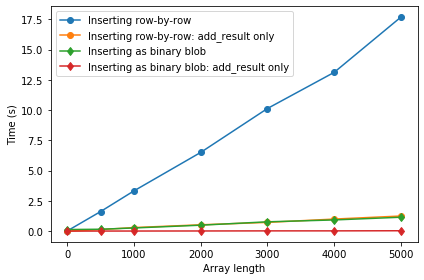 Inserting row-by-row
Inserting row-by-row: add_result only
Inserting as binary blob
Inserting as binary blob: add_result only
17.5
15.0
12.5
10.0
7.5
5.0
2.5
0.0
Time (s)
0 1000 2000 3000 4000 5000
Array length